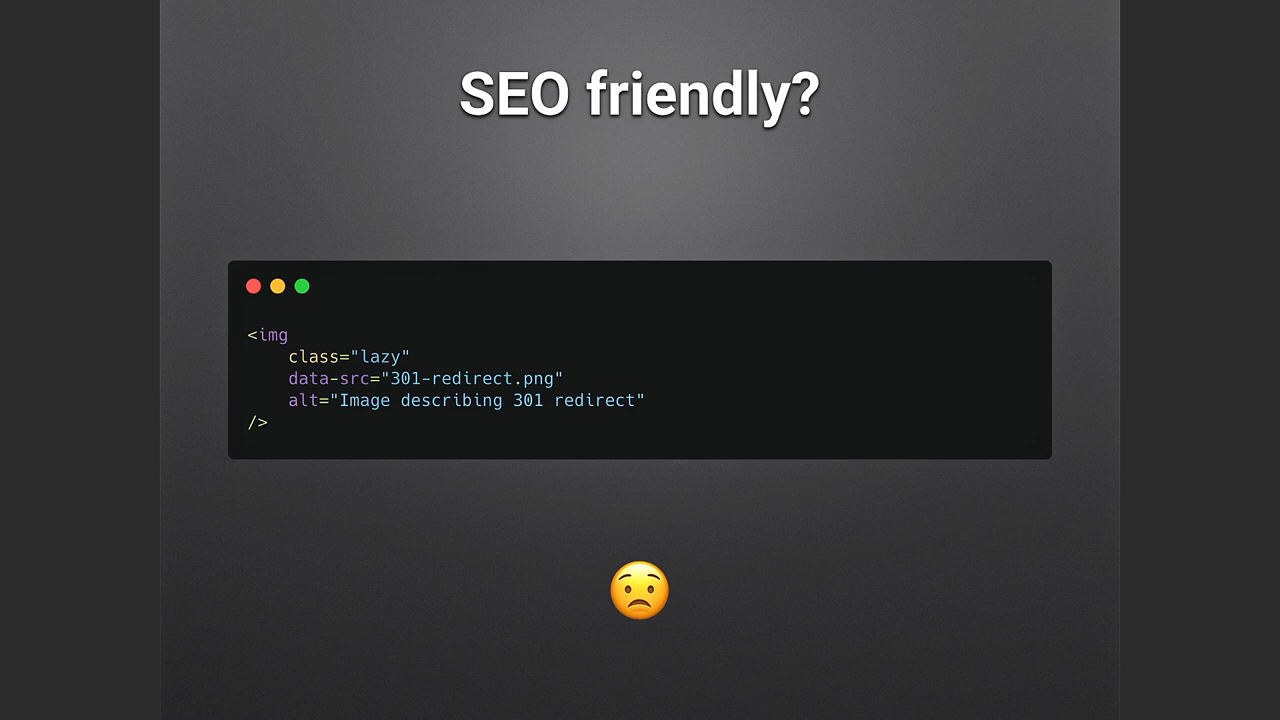 SEO friendly?
<img
class="lazy"
data-src="301-redirect.png"
alt="Image describing 301 redirect"
/>